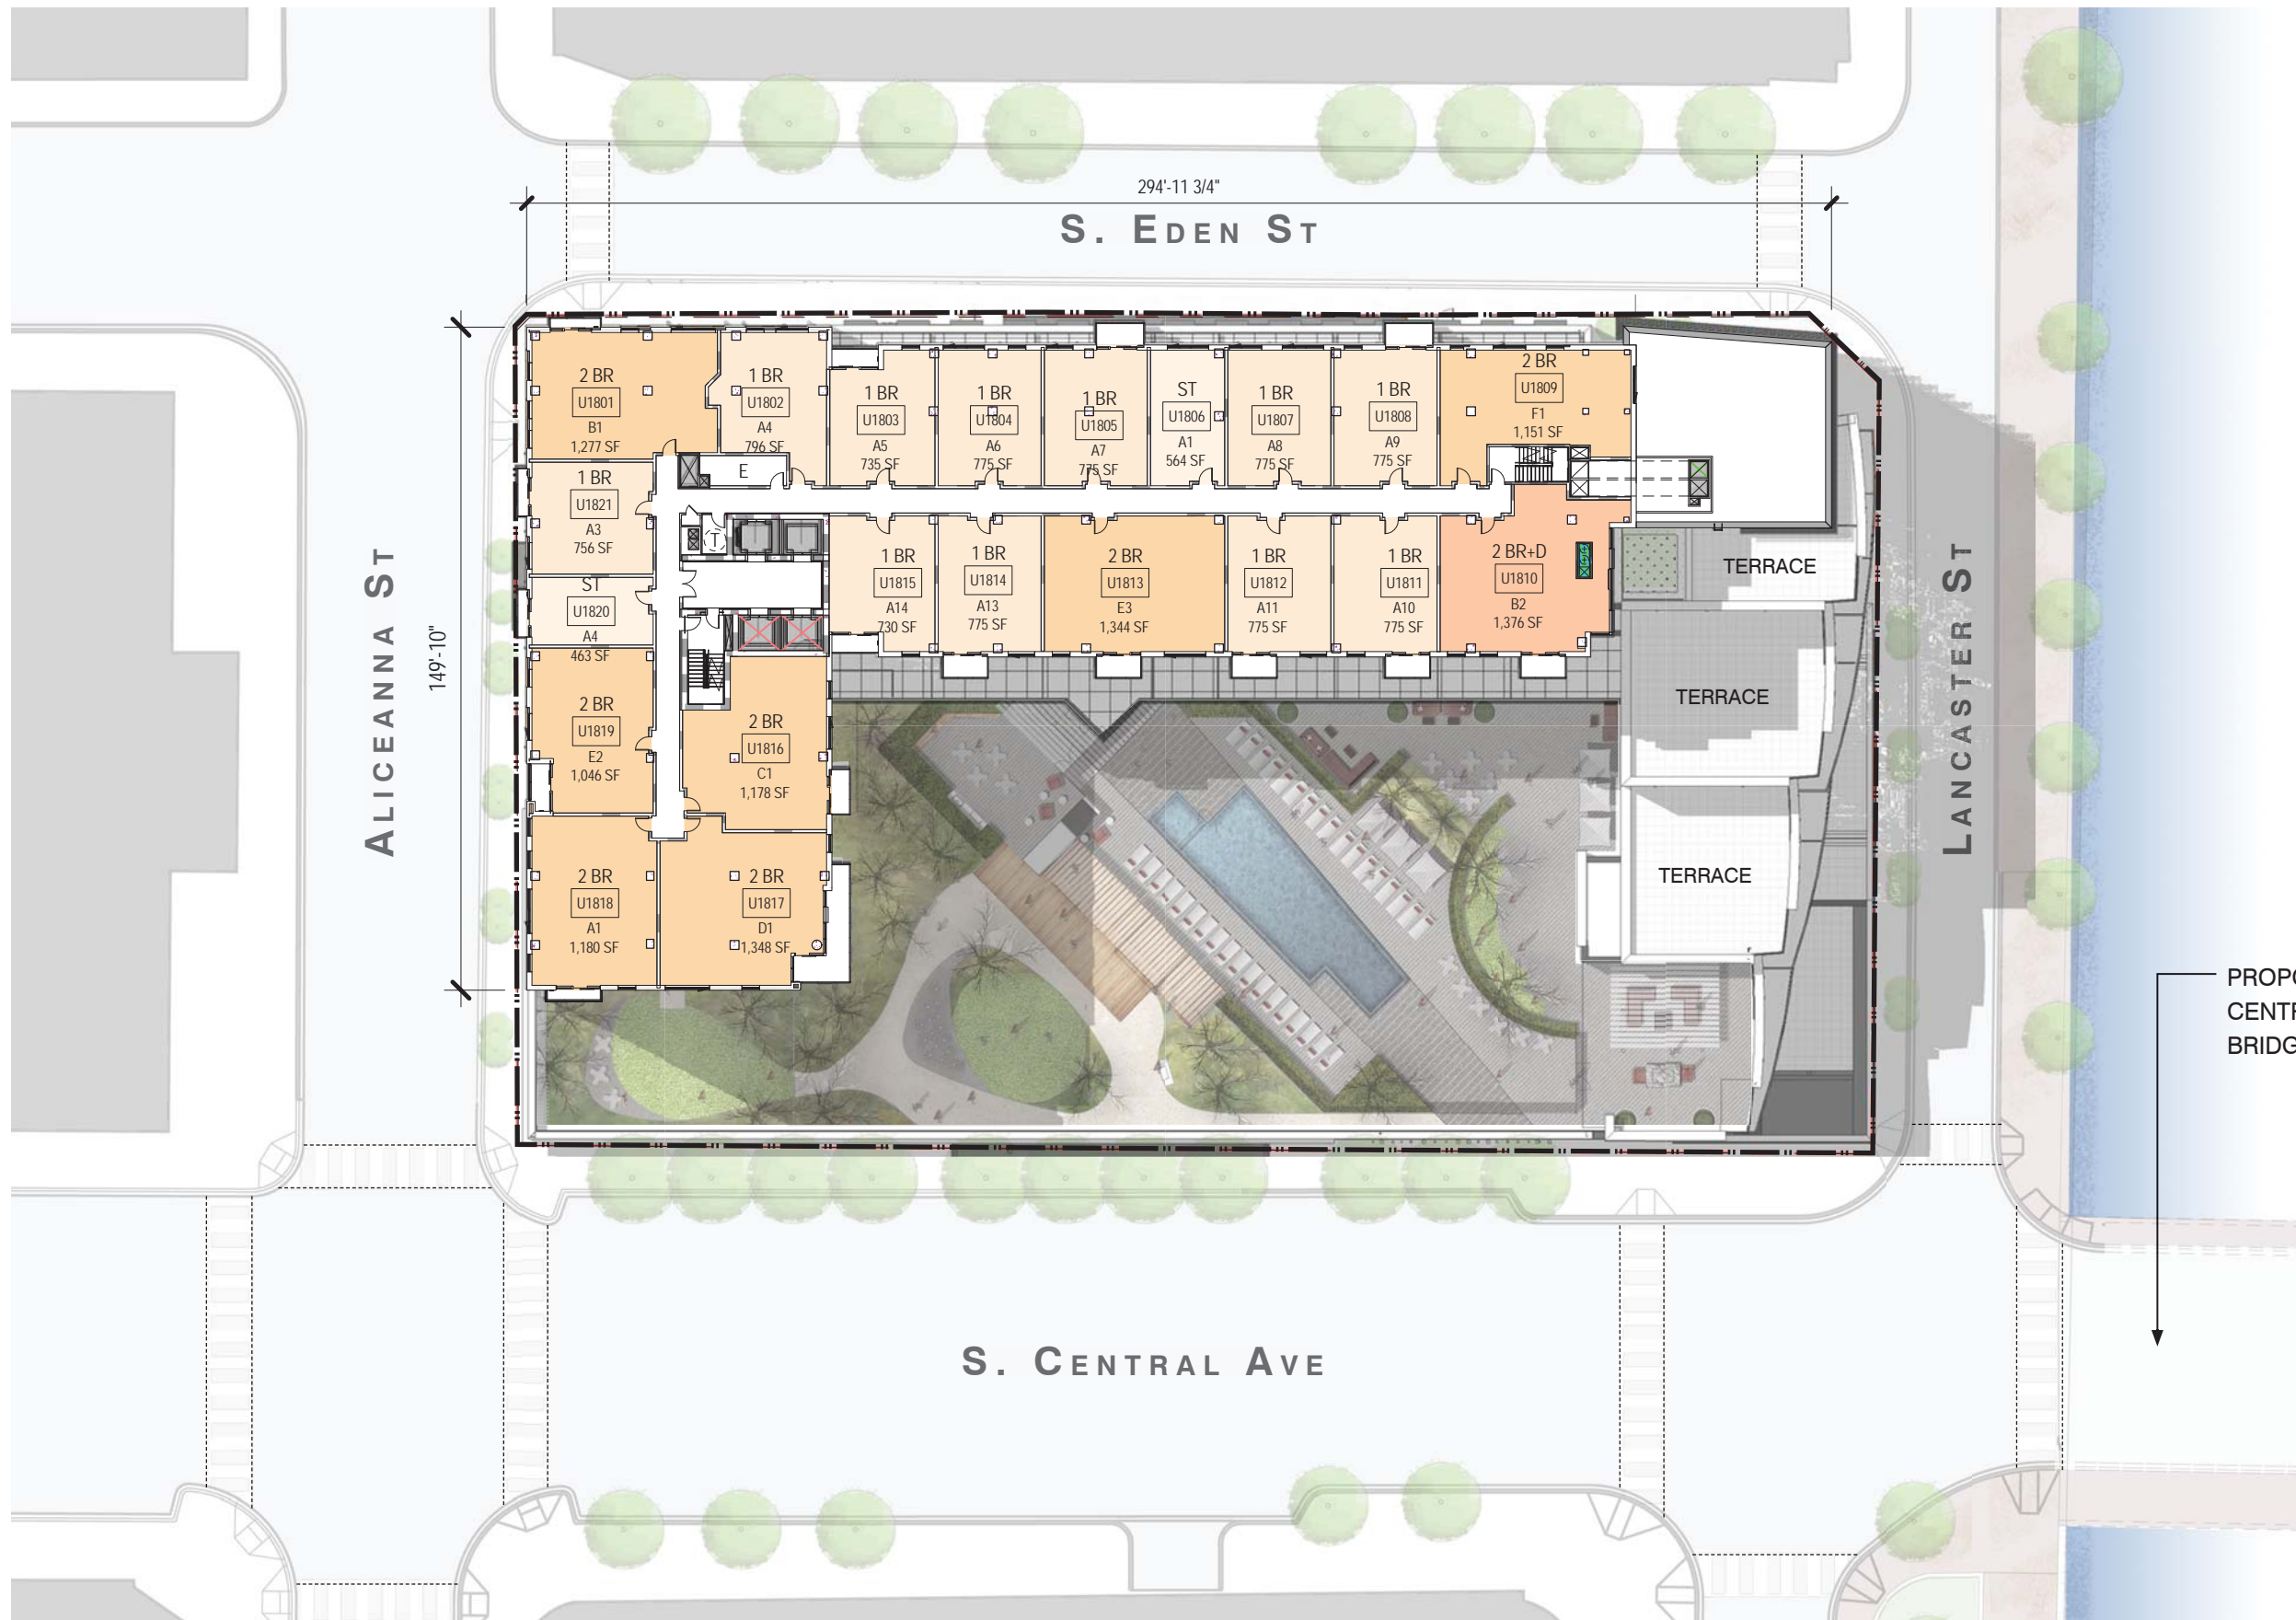 294'-11 3/4"
S. EDEN ST
2 BR
U1801
B1
1,277 SF
1 BR
U1802
A4
796 SF
1 BR
U1803
A5
735 SF
1 BR
U1804
A6
775 SF
1 BR
U1805
A7
775 SF
ST
U1806
A1
564 SF
1 BR
U1807
A8
775 SF
1 BR
U1808
A9
775 SF
2 BR
U1809
F1
1,151 SF
E
1 BR
U1821
A3
756 SF
T
ST
U1820
A4
463 SF
1 BR
U1815
A14
730 SF
1 BR
U1814
A13
775 SF
2 BR
U1813
E3
1,344 SF
1 BR
U1812
A11
775 SF
1 BR
U1811
A10
775 SF
2 BR+D
U1810
B2
1,376 SF
TERRACE
TERRACE
TERRACE
ALICEANNA ST
149'-10"
LANCASTER ST
2 BR
U1819
E2
1,046 SF
2 BR
U1816
C1
1,178 SF
2 BR
U1818
A1
1,180 SF
2 BR
U1817
D1
1,348 SF
PROPO
CENTR
BRIDG
S. CENTRAL AVE